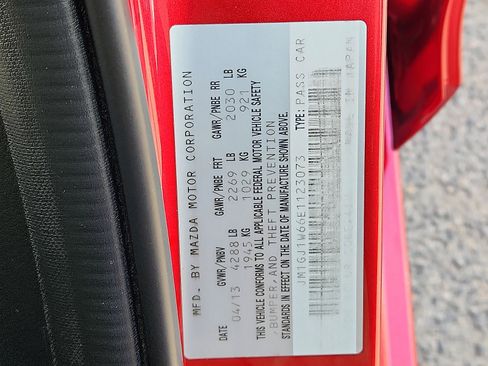 MFD. BY MAZDA MOTOR CORPORATION
DATE GVWR/PNBV GAWR/PNBE FRT GAWR/PNBE RR
04/13 4288 LB 2269 LB 2030 LB
1945 KG 1029 KG 921 KG
THIS VEHICLE CONFORMS TO ALL APPLICABLE FEDERAL MOTOR VEHICLE SAFETY
,BUMPER,AND THEFT PREVENTION
STANDARDS IN EFFECT ON THE DATE OF MANUFACTURE SHOWN ABOVE.
JM1GJ1W66E1123073 TYPE: PASS CAR
IN JAPAN